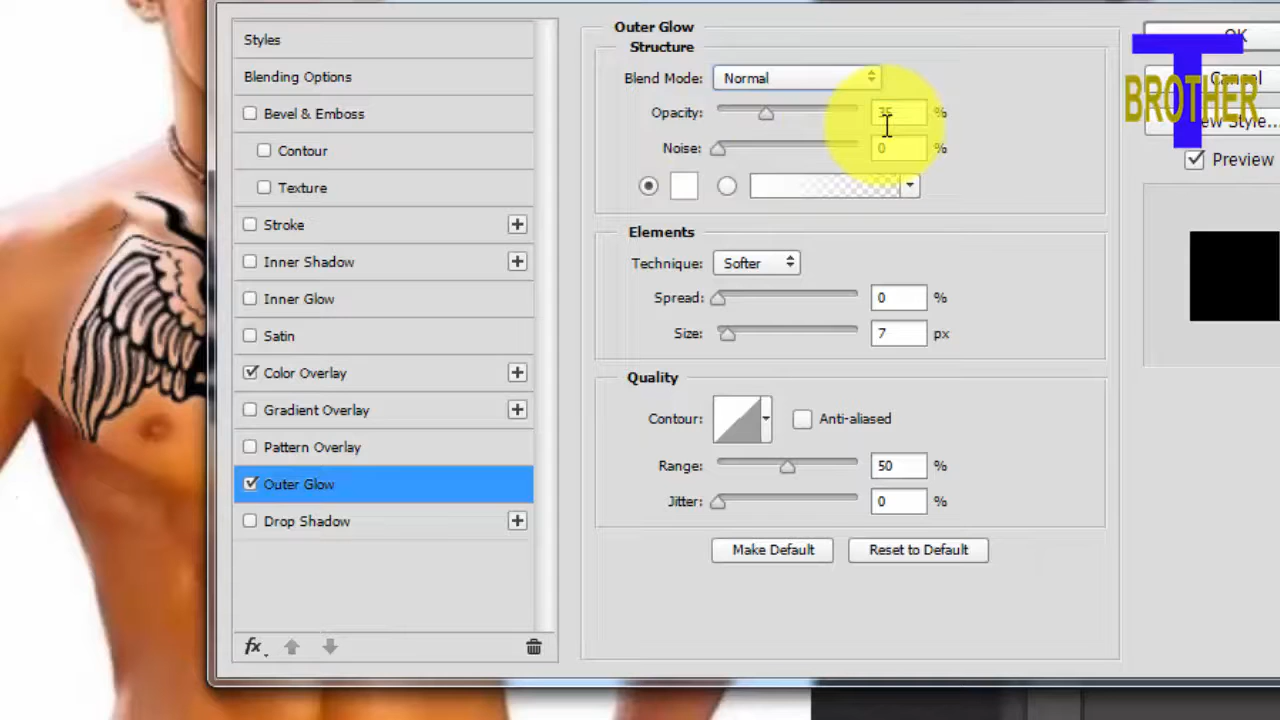 Styles
Blending Options
Bevel & Emboss
Contour
Texture
Stroke
Inner Shadow
Inner Glow
Satin
Color Overlay
Gradient Overlay
Pattern Overlay
Outer Glow
Drop Shadow
fx
Outer Glow
Structure
Blend Mode: Normal
Opacity: 35 %
Noise: 0 %
Elements
Technique: Softer
Spread: 0 %
Size: 7 px
Quality
Contour: Anti-aliased
Range: 50 %
Jitter: 0 %
Make Default Reset to Default
OK
Cancel
New Style...
Preview
T
BROTHER